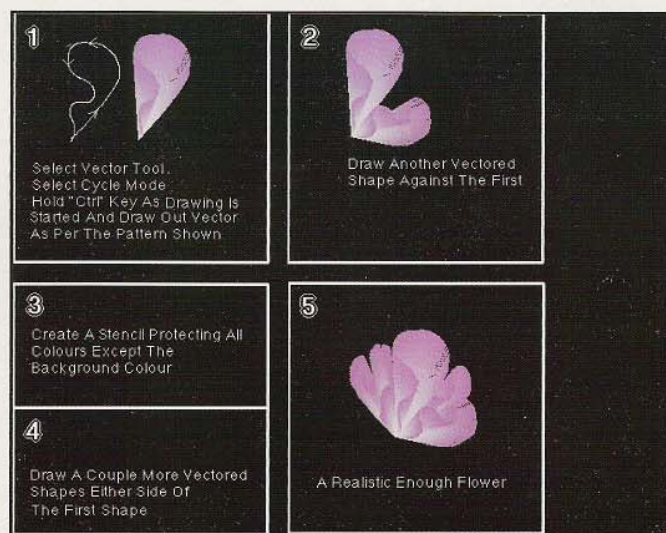 1
Select Vector Tool.
Select Cycle Mode
Hold "Ctrl" Key As Drawing Is
Started And Draw Out Vector
As Per The Pattern Shown
2
Draw Another Vectored
Shape Against The First
3
Create A Stencil Protecting All
Colours Except The
Background Colour
4
Draw A Couple More Vectored
Shapes Either Side Of
The First Shape
5
A Realistic Enough Flower